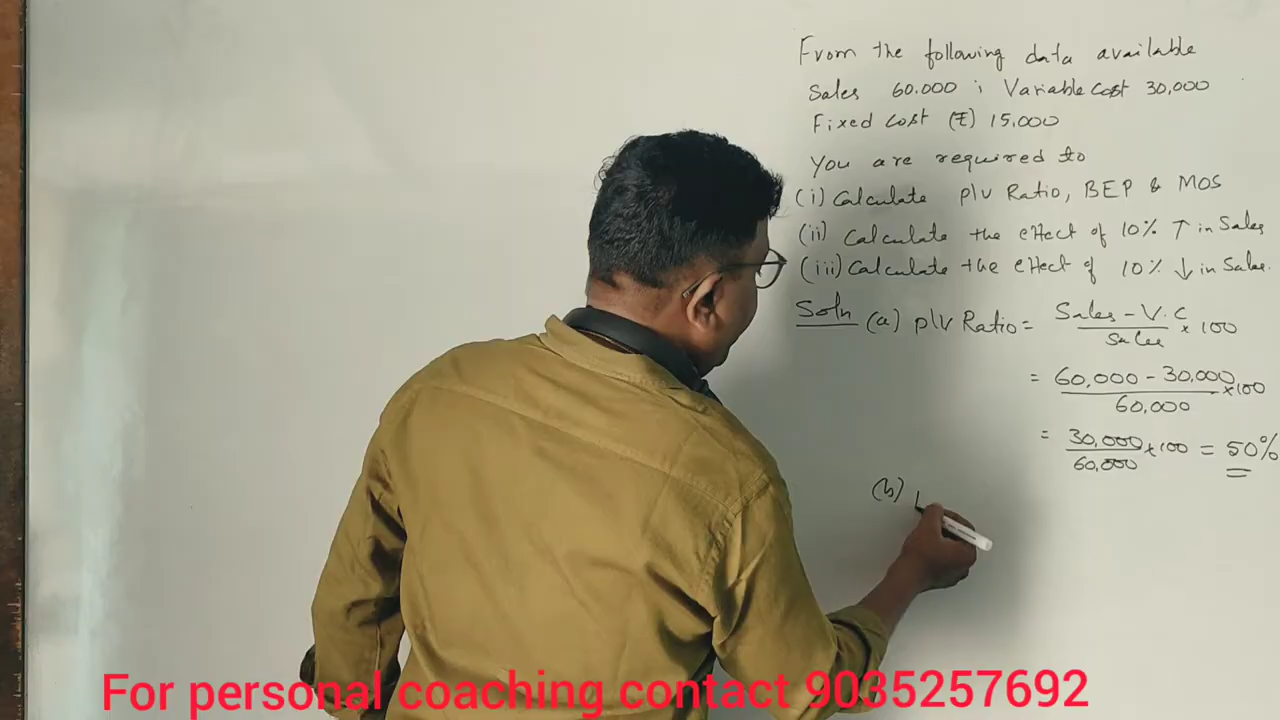 From the following data available
Sales 60,000 ; Variable Cost 30,000
Fixed Cost (₹) 15,000
You are required to
(i) Calculate P/V Ratio, BEP & MOS
(ii) Calculate the effect of 10% ↑ in Sales
(iii) Calculate the effect of 10% ↓ in Sales.
Soln (a) P/V Ratio = Sales - V.C / Sales × 100
= 60,000 - 30,000 / 60,000 × 100
= 30,000 / 60,000 × 100 = 50%
(b)
For personal coaching contact 9035257692